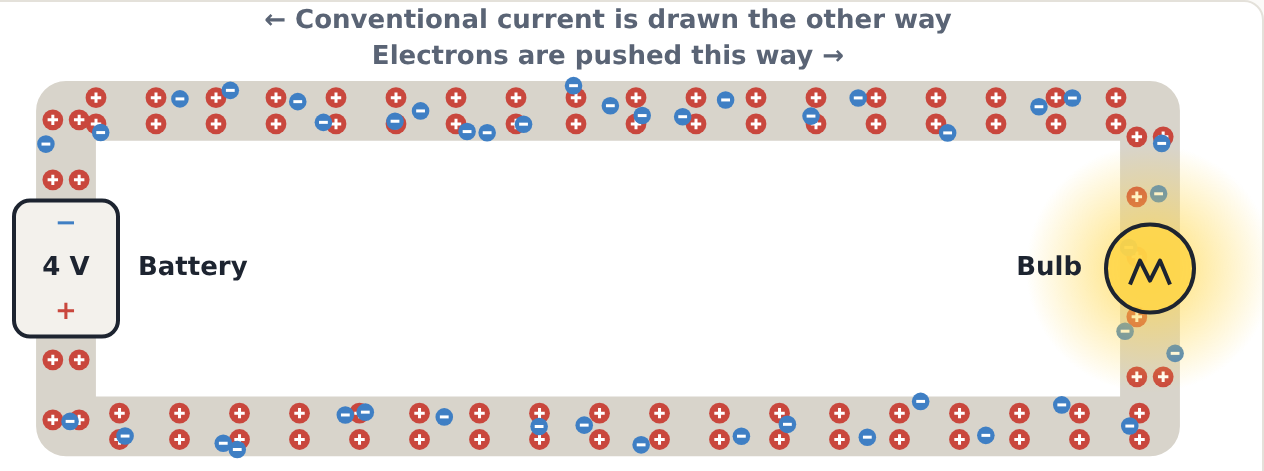 ← Conventional current is drawn the other way
Electrons are pushed this way →
−
4 V
+
Battery
Bulb